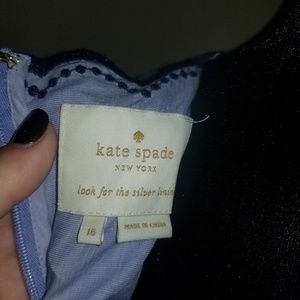 kate spade
NEW YORK
look for the silver lining
16
MADE IN CHINA